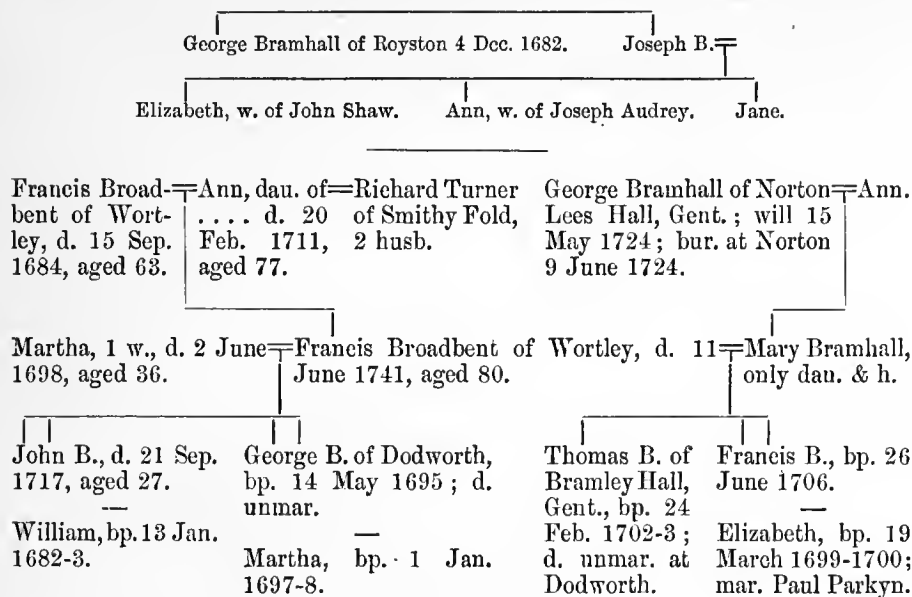 George Bramhall of Royston 4 Dec. 1682.
Joseph B.
Elizabeth, w. of John Shaw.
Ann, w. of Joseph Audrey.
Jane.
Francis Broad-
bent of Wort-
ley, d. 15 Sep.
1684, aged 63.
Ann, dau. of
.... d. 20
Feb. 1711,
aged 77.
Richard Turner
of Smithy Fold,
2 husb.
George Bramhall of Norton
Lees Hall, Gent.; will 15
May 1724; bur. at Norton
9 June 1724.
Ann.
Martha, 1 w., d. 2 June
1698, aged 36.
Francis Broadbent of Wortley, d. 11
June 1741, aged 80.
Mary Bramhall,
only dau. & h.
John B., d. 21 Sep.
1717, aged 27.
—
William, bp. 13 Jan.
1682-3.
George B. of Dodworth,
bp. 14 May 1695; d.
unmar.
—
Martha, bp. 1 Jan.
1697-8.
Thomas B. of
Bramley Hall,
Gent., bp. 24
Feb. 1702-3;
d. unmar. at
Dodworth.
Francis B., bp. 26
June 1706.
—
Elizabeth, bp. 19
March 1699-1700;
mar. Paul Parkyn.